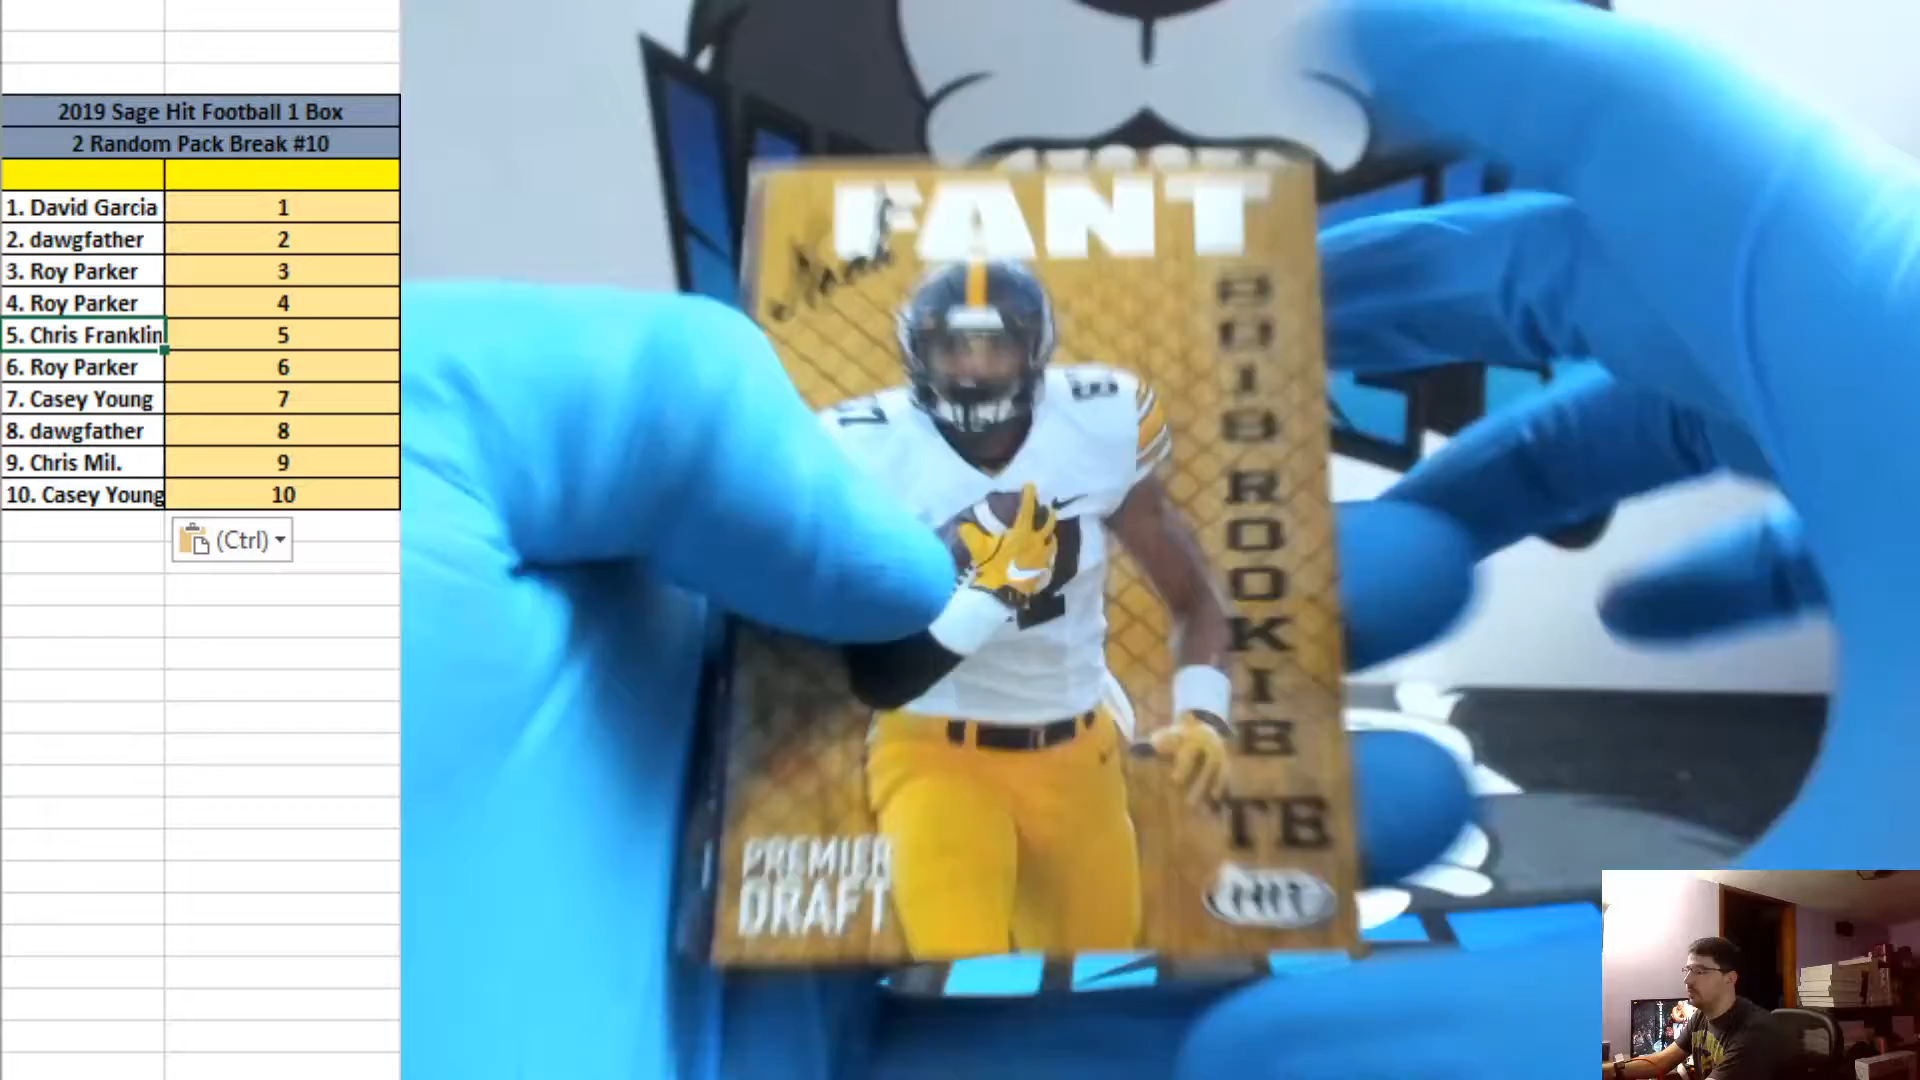 2019 Sage Hit Football 1 Box
2 Random Pack Break #10
1. David Garcia 1
2. dawgfather 2
3. Roy Parker 3
4. Roy Parker 4
5. Chris Franklin 5
6. Roy Parker 6
7. Casey Young 7
8. dawgfather 8
9. Chris Mil. 9
10. Casey Young 10
(Ctrl)
FANT
Noah
2019 ROOKIE
TE
87
PREMIER
DRAFT
HIT